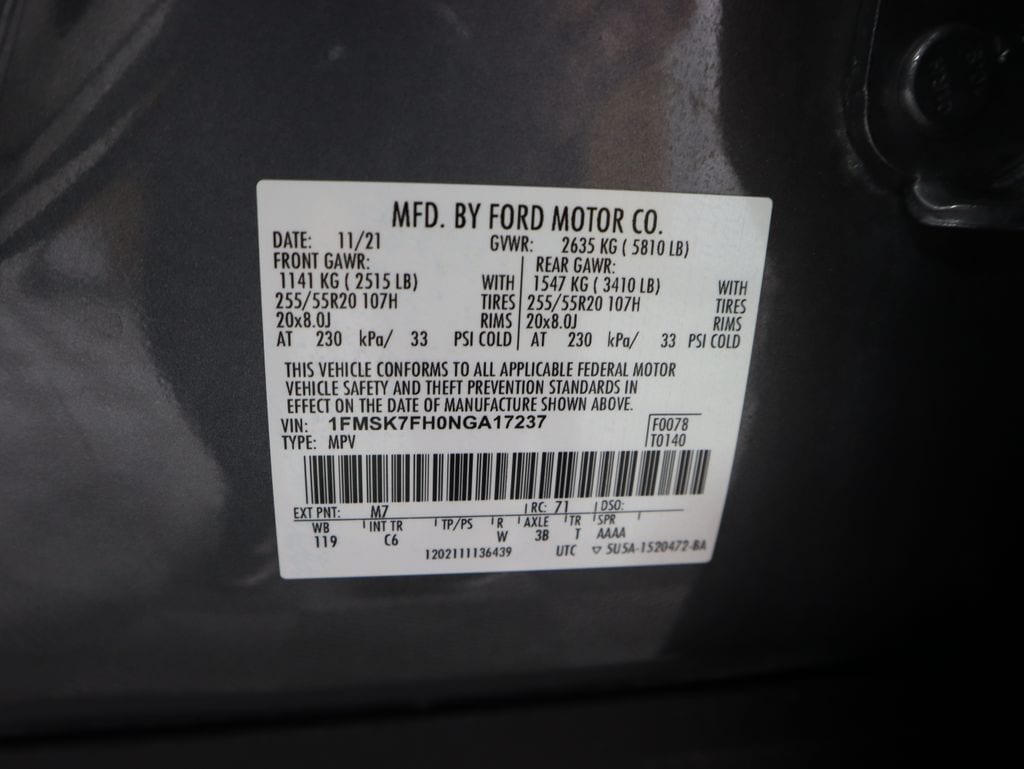 MFD. BY FORD MOTOR CO.
DATE: 11/21 GVWR: 2635 KG ( 5810 LB)
FRONT GAWR: REAR GAWR:
1141 KG ( 2515 LB) WITH 1547 KG ( 3410 LB) WITH
255/55R20 107H TIRES 255/55R20 107H TIRES
20x8.0J RIMS 20x8.0J RIMS
AT 230 kPa/ 33 PSI COLD AT 230 kPa/ 33 PSI COLD
THIS VEHICLE CONFORMS TO ALL APPLICABLE FEDERAL MOTOR
VEHICLE SAFETY AND THEFT PREVENTION STANDARDS IN
EFFECT ON THE DATE OF MANUFACTURE SHOWN ABOVE.
VIN: 1FMSK7FH0NGA17237 F0078
TYPE: MPV T0140
EXT PNT: M7 RC: 71 DSO:
WB INT TR TP/PS R AXLE TR SPR
119 C6 W 3B T AAAA
1202111136439 UTC ▽ 5U5A-1520472-BA